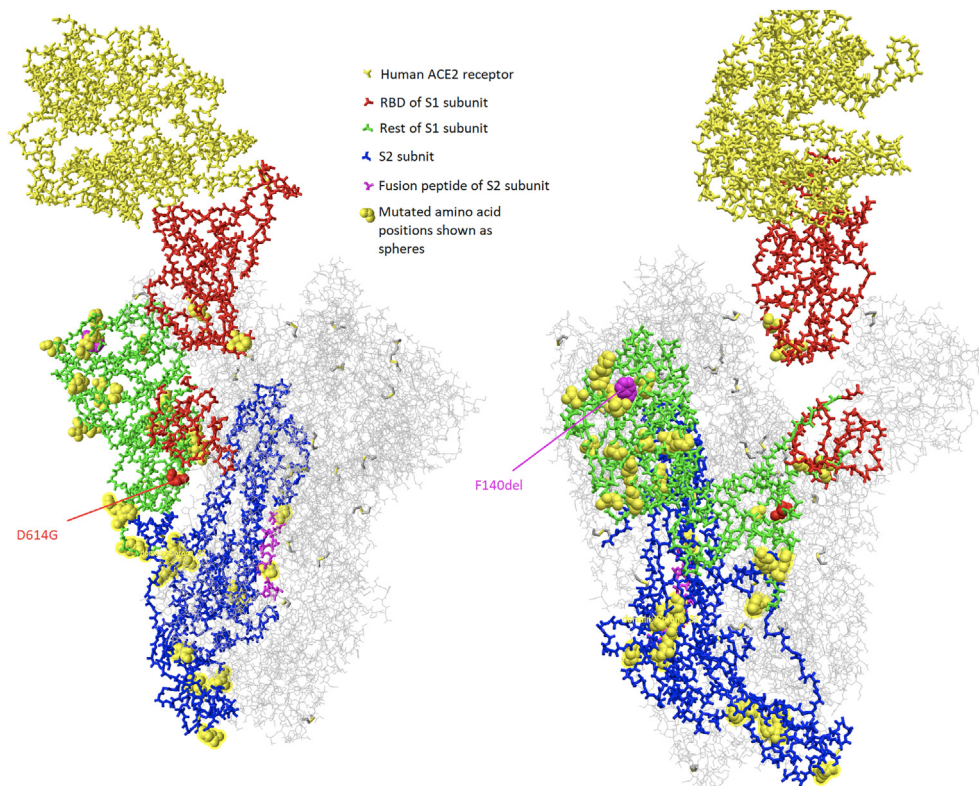 Human ACE2 receptor
RBD of S1 subunit
Rest of S1 subunit
S2 subnit
Fusion peptide of S2 subunit
Mutated amino acid
positions shown as
spheres
F140del
D614G